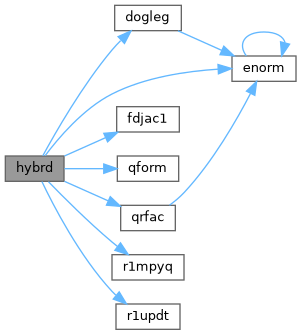 dogleg
enorm
fdjac1
hybrd
qform
qrfac
r1mpyq
r1updt